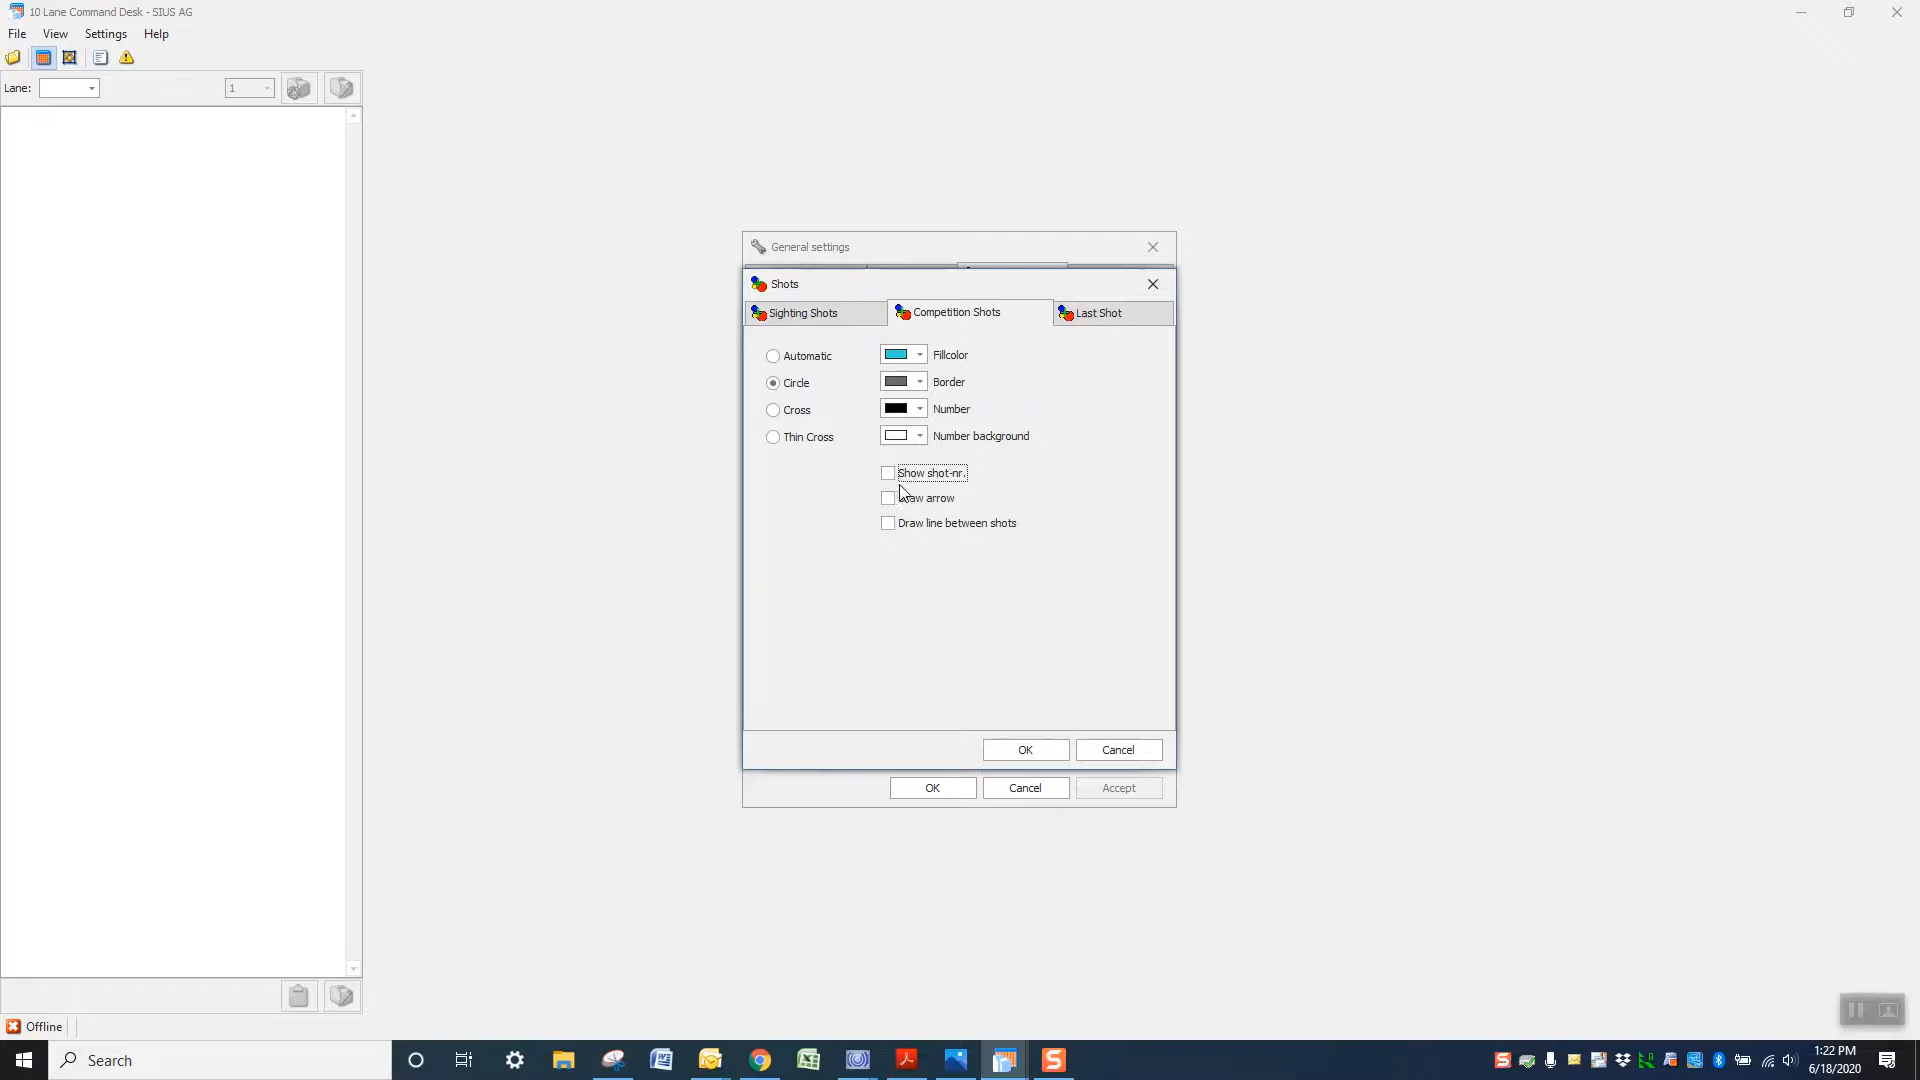 10 Lane Command Desk - SIUS AG
File View Settings Help
Lane: 1
General settings
Shots
Sighting Shots Competition Shots Last Shot
Automatic Fillcolor
Circle Border
Cross Number
Thin Cross Number background
Show shot-nr.
aw arrow
Draw line between shots
OK Cancel
OK Cancel Accept
Offline
Search
1:22 PM
6/18/2020